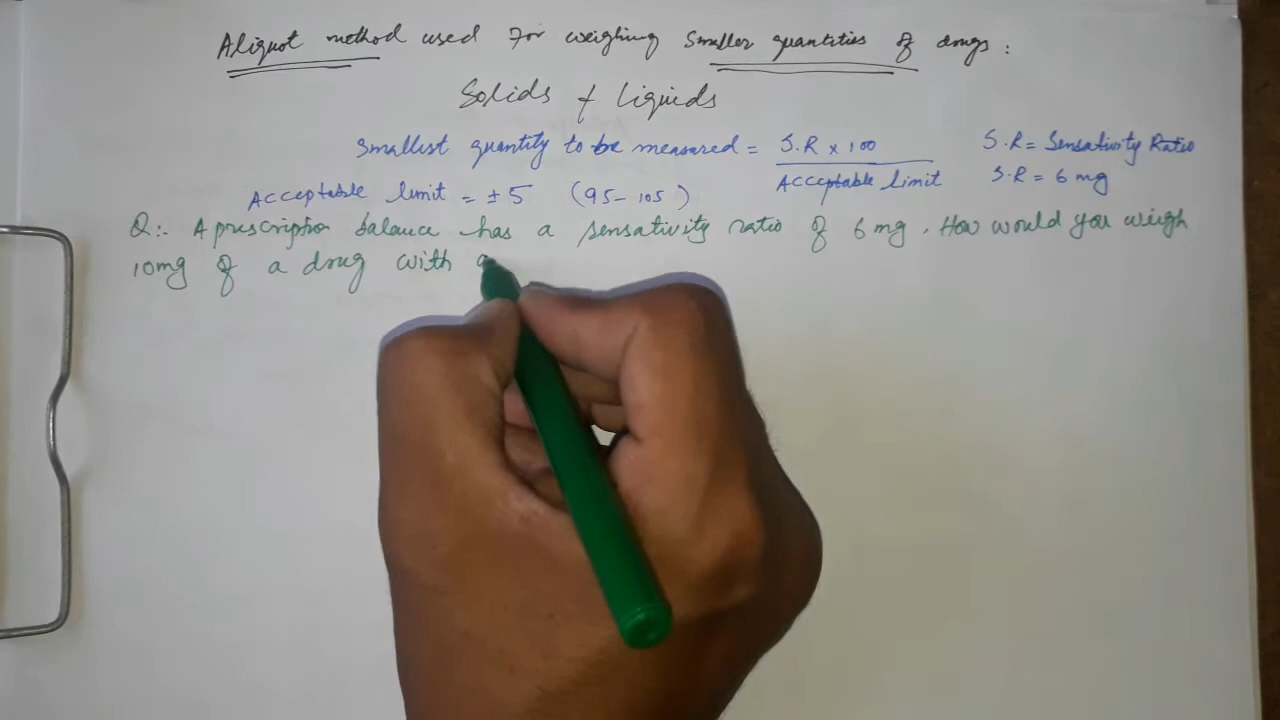 Aliquot method used For weighing Smaller quantities of drugs :
Solids & Liquids
Smallest quantity to be measured = S.R x 100 / Acceptable limit
S.R = Sensativity Ratio
S.R = 6 mg
Acceptable limit = ±5 (95-105)
Q:. A prescription balance has a sensativity ratio of 6 mg. How would you weigh
10mg of a drug with a